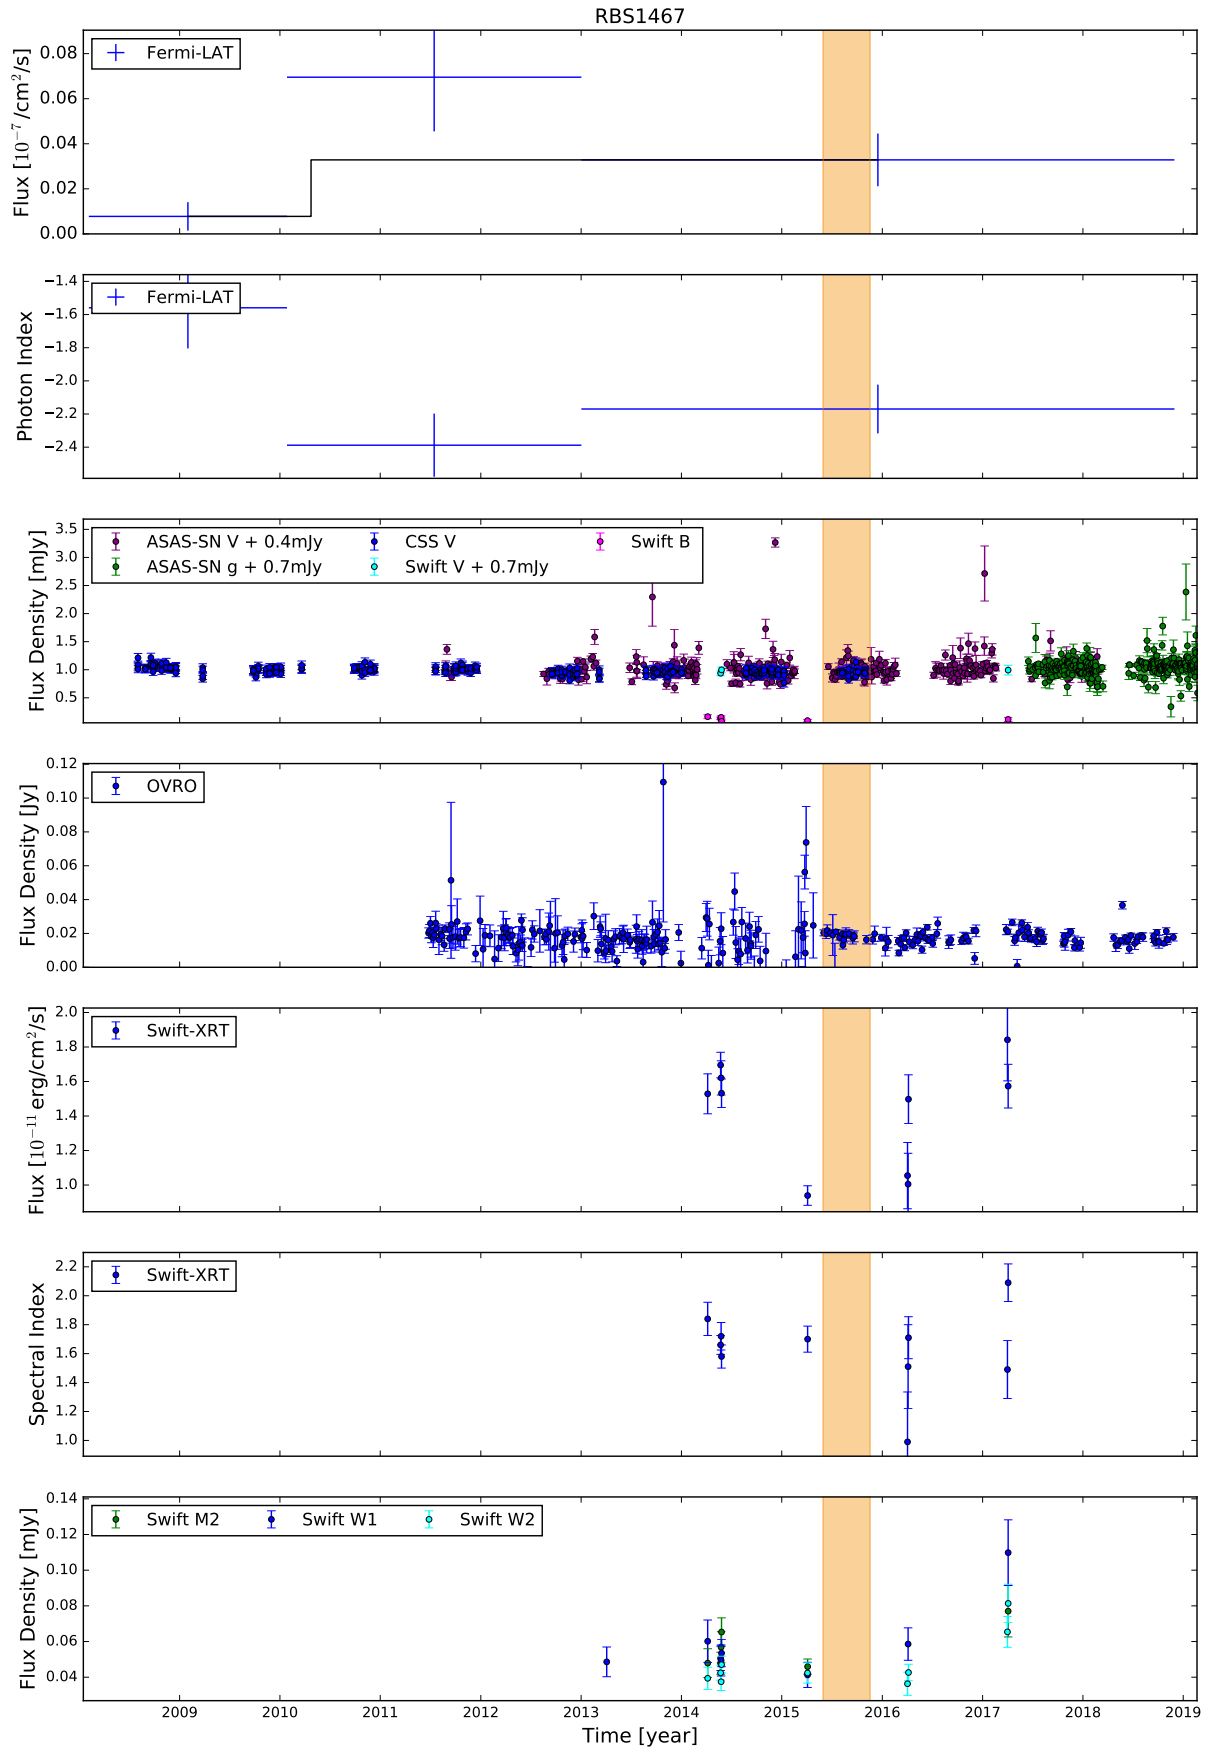 RBS1467
Flux [10⁻⁷/cm²/s]
0.08
0.06
0.04
0.02
0.00
Fermi-LAT
Photon Index
−1.4
−1.6
−1.8
−2.0
−2.2
−2.4
Fermi-LAT
Flux Density [mJy]
3.5
3.0
2.5
2.0
1.5
1.0
0.5
ASAS-SN V + 0.4mJy CSS V Swift B
ASAS-SN g + 0.7mJy Swift V + 0.7mJy
Flux Density [Jy]
0.12
0.10
0.08
0.06
0.04
0.02
0.00
OVRO
Flux [10⁻¹¹ erg/cm²/s]
2.0
1.8
1.6
1.4
1.2
1.0
Swift-XRT
Spectral Index
2.2
2.0
1.8
1.6
1.4
1.2
1.0
Swift-XRT
Flux Density [mJy]
0.14
0.12
0.10
0.08
0.06
0.04
Swift M2 Swift W1 Swift W2
2009 2010 2011 2012 2013 2014 2015 2016 2017 2018 2019
Time [year]